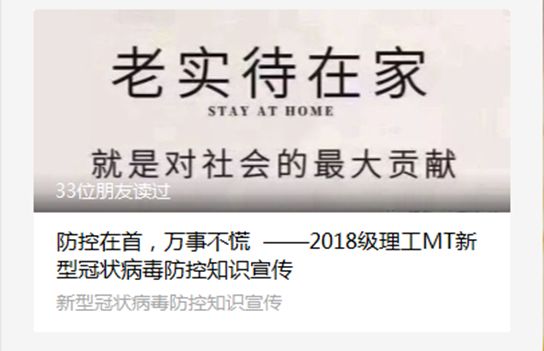 老实待在家
STAY AT HOME
就是对社会的最大贡献
33位朋友读过
防控在首，万事不慌 ——2018级理工MT新
型冠状病毒防控知识宣传
新型冠状病毒防控知识宣传